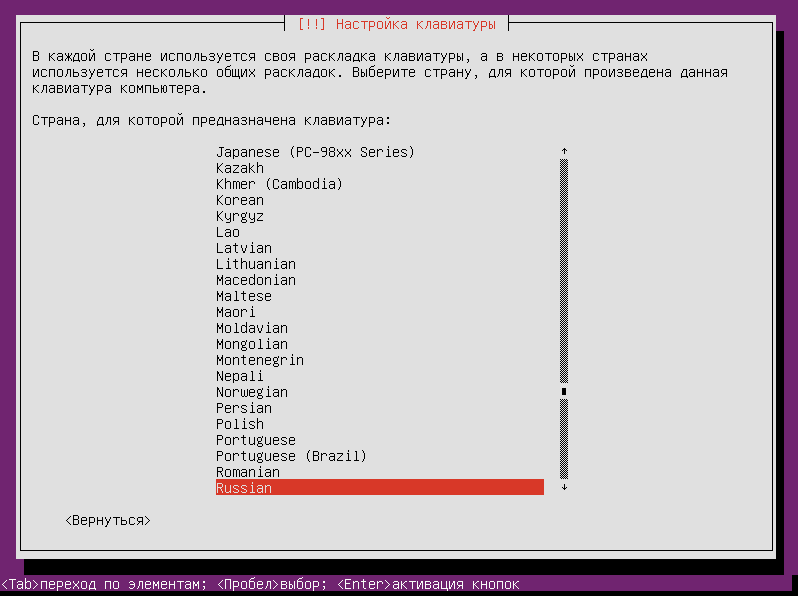 [!!] Настройка клавиатуры
В каждой стране используется своя раскладка клавиатуры, а в некоторых странах
используется несколько общих раскладок. Выберите страну, для которой произведена данная
клавиатура компьютера.
Страна, для которой предназначена клавиатура:
Japanese (PC-98xx Series)
Kazakh
Khmer (Cambodia)
Korean
Kyrgyz
Lao
Latvian
Lithuanian
Macedonian
Maltese
Maori
Moldavian
Mongolian
Montenegrin
Nepali
Norwegian
Persian
Polish
Portuguese
Portuguese (Brazil)
Romanian
Russian
<Вернуться>
<Tab>переход по элементам; <Пробел>выбор; <Enter>активация кнопок